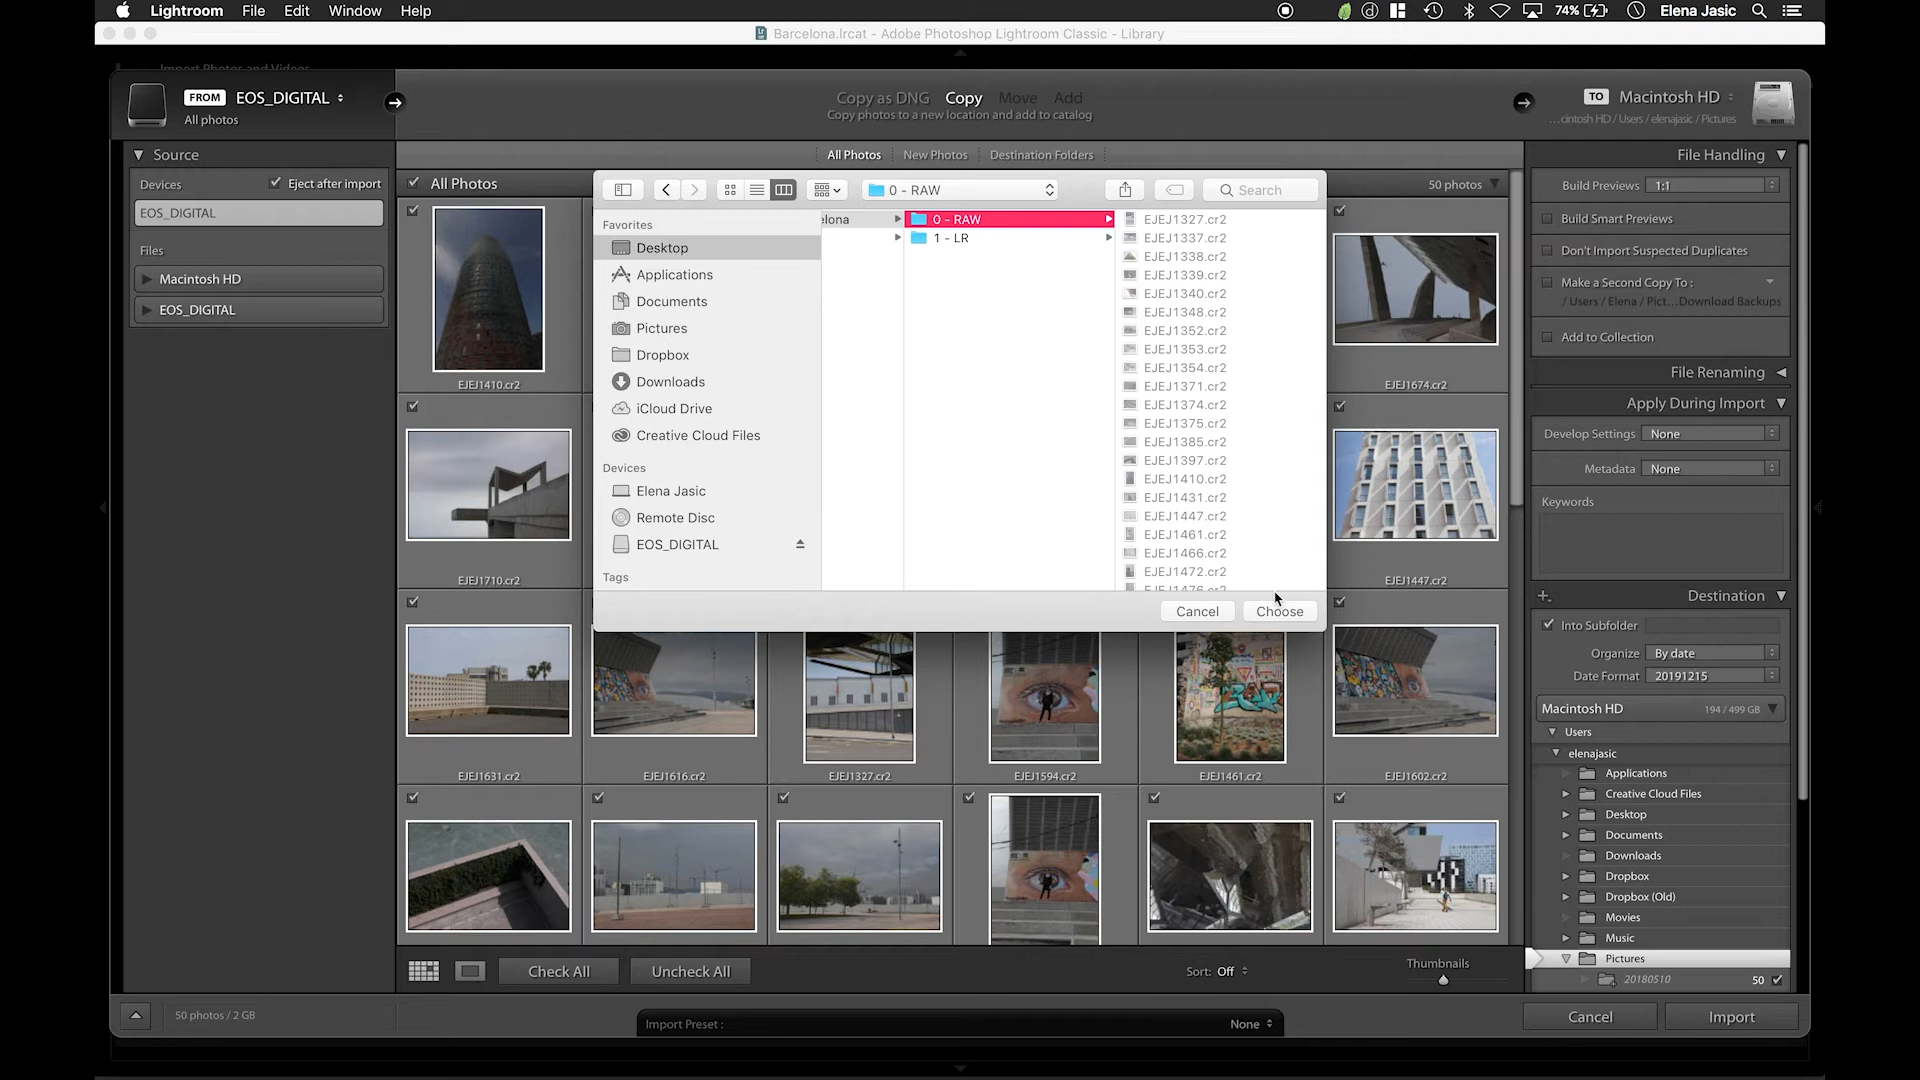 Lightroom File Edit Window Help 74% Elena Jasic
Barcelona.lrcat - Adobe Photoshop Lightroom Classic - Library
Import Photos and Videos
FROM EOS_DIGITAL
All photos
Copy as DNG Copy Move Add
Copy photos to a new location and add to catalog
TO Macintosh HD
...cintosh HD / Users / elenajasic / Pictures
Source
Devices Eject after import
EOS_DIGITAL
Files
Macintosh HD
EOS_DIGITAL
All Photos New Photos Destination Folders
All Photos
50 photos
0 - RAW
Search
Favorites
Desktop
Applications
Documents
Pictures
Dropbox
Downloads
iCloud Drive
Creative Cloud Files
Devices
Elena Jasic
Remote Disc
EOS_DIGITAL
Tags
elona
0 - RAW
1 - LR
EJEJ1327.cr2
EJEJ1337.cr2
EJEJ1338.cr2
EJEJ1339.cr2
EJEJ1340.cr2
EJEJ1348.cr2
EJEJ1352.cr2
EJEJ1353.cr2
EJEJ1354.cr2
EJEJ1371.cr2
EJEJ1374.cr2
EJEJ1375.cr2
EJEJ1385.cr2
EJEJ1397.cr2
EJEJ1410.cr2
EJEJ1431.cr2
EJEJ1447.cr2
EJEJ1461.cr2
EJEJ1466.cr2
EJEJ1472.cr2
EJEJ1476.cr2
Cancel Choose
EJEJ1410.cr2
EJEJ1674.cr2
EJEJ1710.cr2
EJEJ1447.cr2
EJEJ1631.cr2
EJEJ1616.cr2
EJEJ1327.cr2
EJEJ1594.cr2
EJEJ1461.cr2
EJEJ1602.cr2
File Handling
Build Previews 1:1
Build Smart Previews
Don't Import Suspected Duplicates
Make a Second Copy To :
/ Users / Elena / Pict...Download Backups
Add to Collection
File Renaming
Apply During Import
Develop Settings None
Metadata None
Keywords
Destination
Into Subfolder
Organize By date
Date Format 20191215
Macintosh HD 194 / 499 GB
Users
elenajasic
Applications
Creative Cloud Files
Desktop
Documents
Downloads
Dropbox
Dropbox (Old)
Movies
Music
Pictures
20180510 50
Check All Uncheck All
Sort: Off
Thumbnails
50 photos / 2 GB
Import Preset : None
Cancel Import